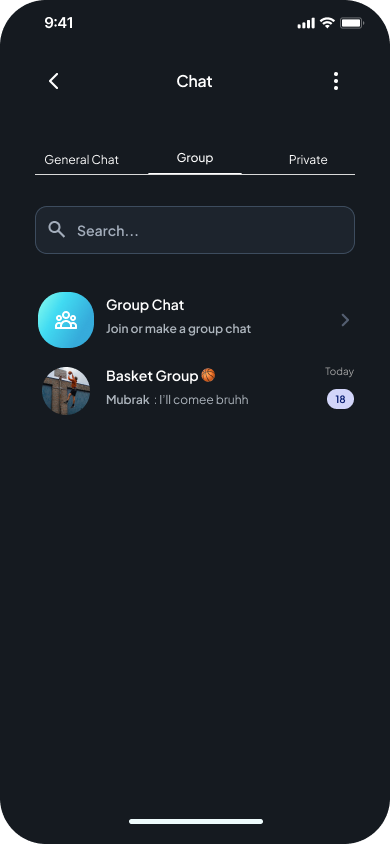 9:41
Chat
General Chat
Group
Private
Search...
Group Chat
Join or make a group chat
Basket Group 🏀
Today
Mubrak : I'll comee bruhh
18